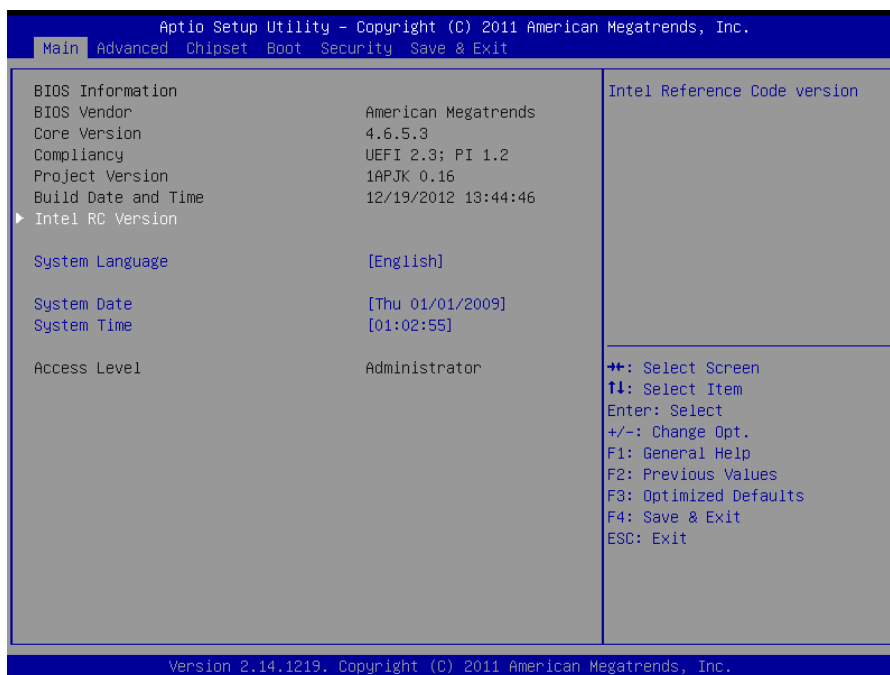 Aptio Setup Utility – Copyright (C) 2011 American Megatrends, Inc.
Main Advanced Chipset Boot Security Save & Exit
BIOS Information
BIOS Vendor American Megatrends
Core Version 4.6.5.3
Compliancy UEFI 2.3; PI 1.2
Project Version 1APJK 0.16
Build Date and Time 12/19/2012 13:44:46
Intel RC Version
System Language [English]
System Date [Thu 01/01/2009]
System Time [01:02:55]
Access Level Administrator
Intel Reference Code version
→←: Select Screen
↑↓: Select Item
Enter: Select
+/-: Change Opt.
F1: General Help
F2: Previous Values
F3: Optimized Defaults
F4: Save & Exit
ESC: Exit
Version 2.14.1219. Copyright (C) 2011 American Megatrends, Inc.